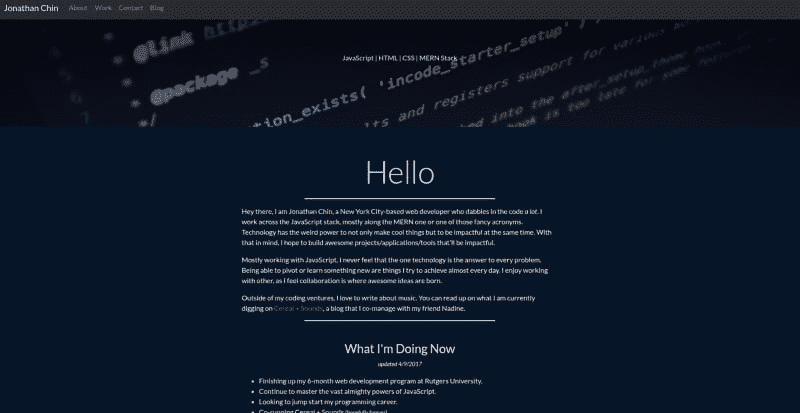 Jonathan Chin About Work Contact Blog
@link
@package _s
*/
JavaScript | HTML | CSS | MERN Stack
'incode_starter_setup' )
tion_exists(
lts and registers support for various
ed into the after_setup_theme
hook is too late for some features
Hello
Hey there, I am Jonathan Chin, a New York City-based web developer who dabbles in the code a lot. I
work across the JavaScript stack, mostly along the MERN one or one of those fancy acronyms.
Technology has the weird power to not only make cool things but to be impactful at the same time. With
that in mind, I hope to build awesome projects/applications/tools that'll be impactful.
Mostly working with JavaScript, I never feel that the one technology is the answer to every problem.
Being able to pivot or learn something new are things I try to achieve almost every day. I enjoy working
with other, as I feel collaboration is where awesome ideas are born.
Outside of my coding ventures, I love to write about music. You can read up on what I am currently
digging on Cereal + Sounds, a blog that I co-manage with my friend Nadine.
What I'm Doing Now
updated 4/9/2017
Finishing up my 6-month web development program at Rutgers University.
Continue to master the vast almighty powers of JavaScript.
Looking to jump start my programming career.
Co-running Cereal + Sounds